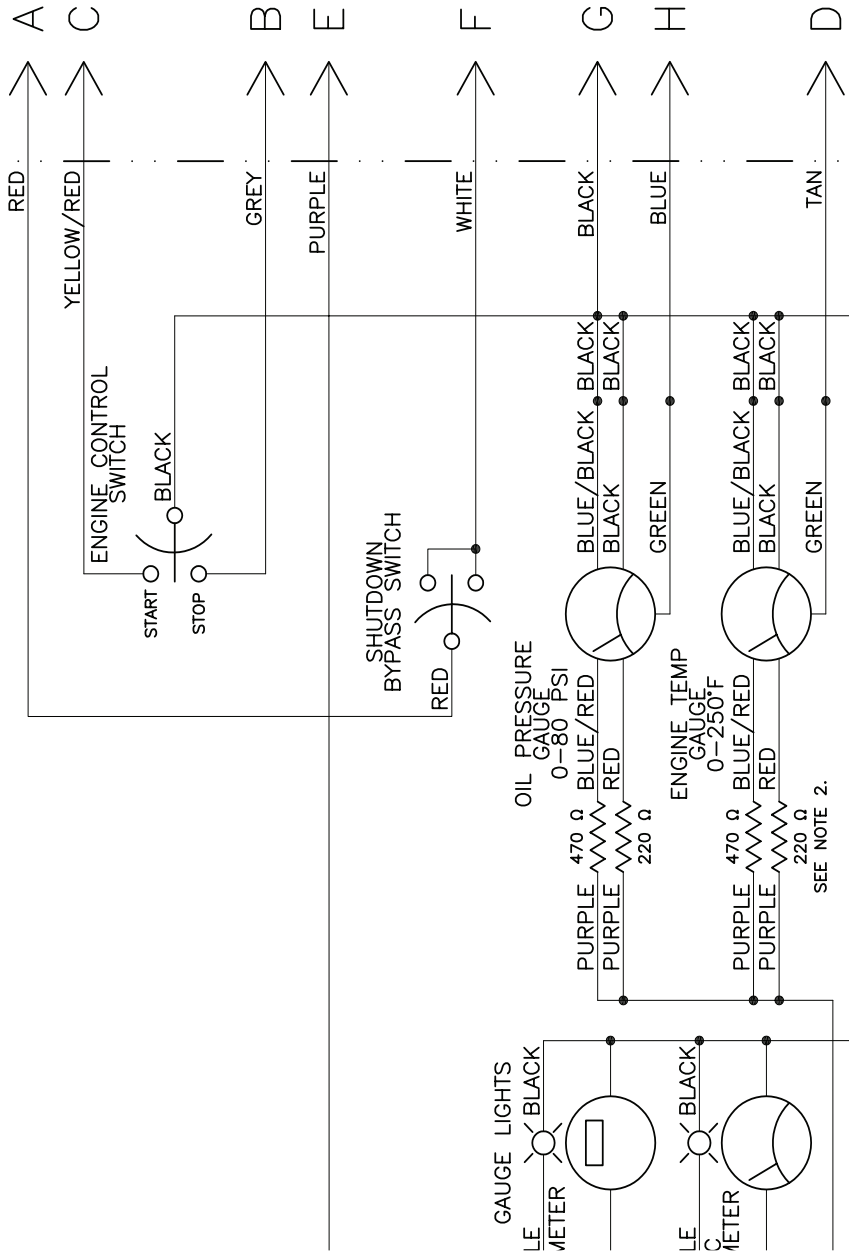 A
C
B
E
F
G
H
D
RED
YELLOW/RED
GREY
PURPLE
WHITE
BLACK
BLUE
TAN
ENGINE CONTROL
SWITCH
BLACK
START
STOP
SHUTDOWN
BYPASS SWITCH
RED
BLACK
BLACK
BLUE/BLACK
BLACK
GREEN
BLACK
BLACK
BLUE/BLACK
BLACK
GREEN
OIL PRESSURE
GAUGE
0-80 PSI
BLUE/RED
RED
470 Ω
220 Ω
PURPLE
PURPLE
ENGINE TEMP
GAUGE
0-250°F
BLUE/RED
RED
470 Ω
220 Ω
SEE NOTE 2.
PURPLE
PURPLE
GAUGE LIGHTS
BLACK
BLACK
LE
METER
LE
C
METER